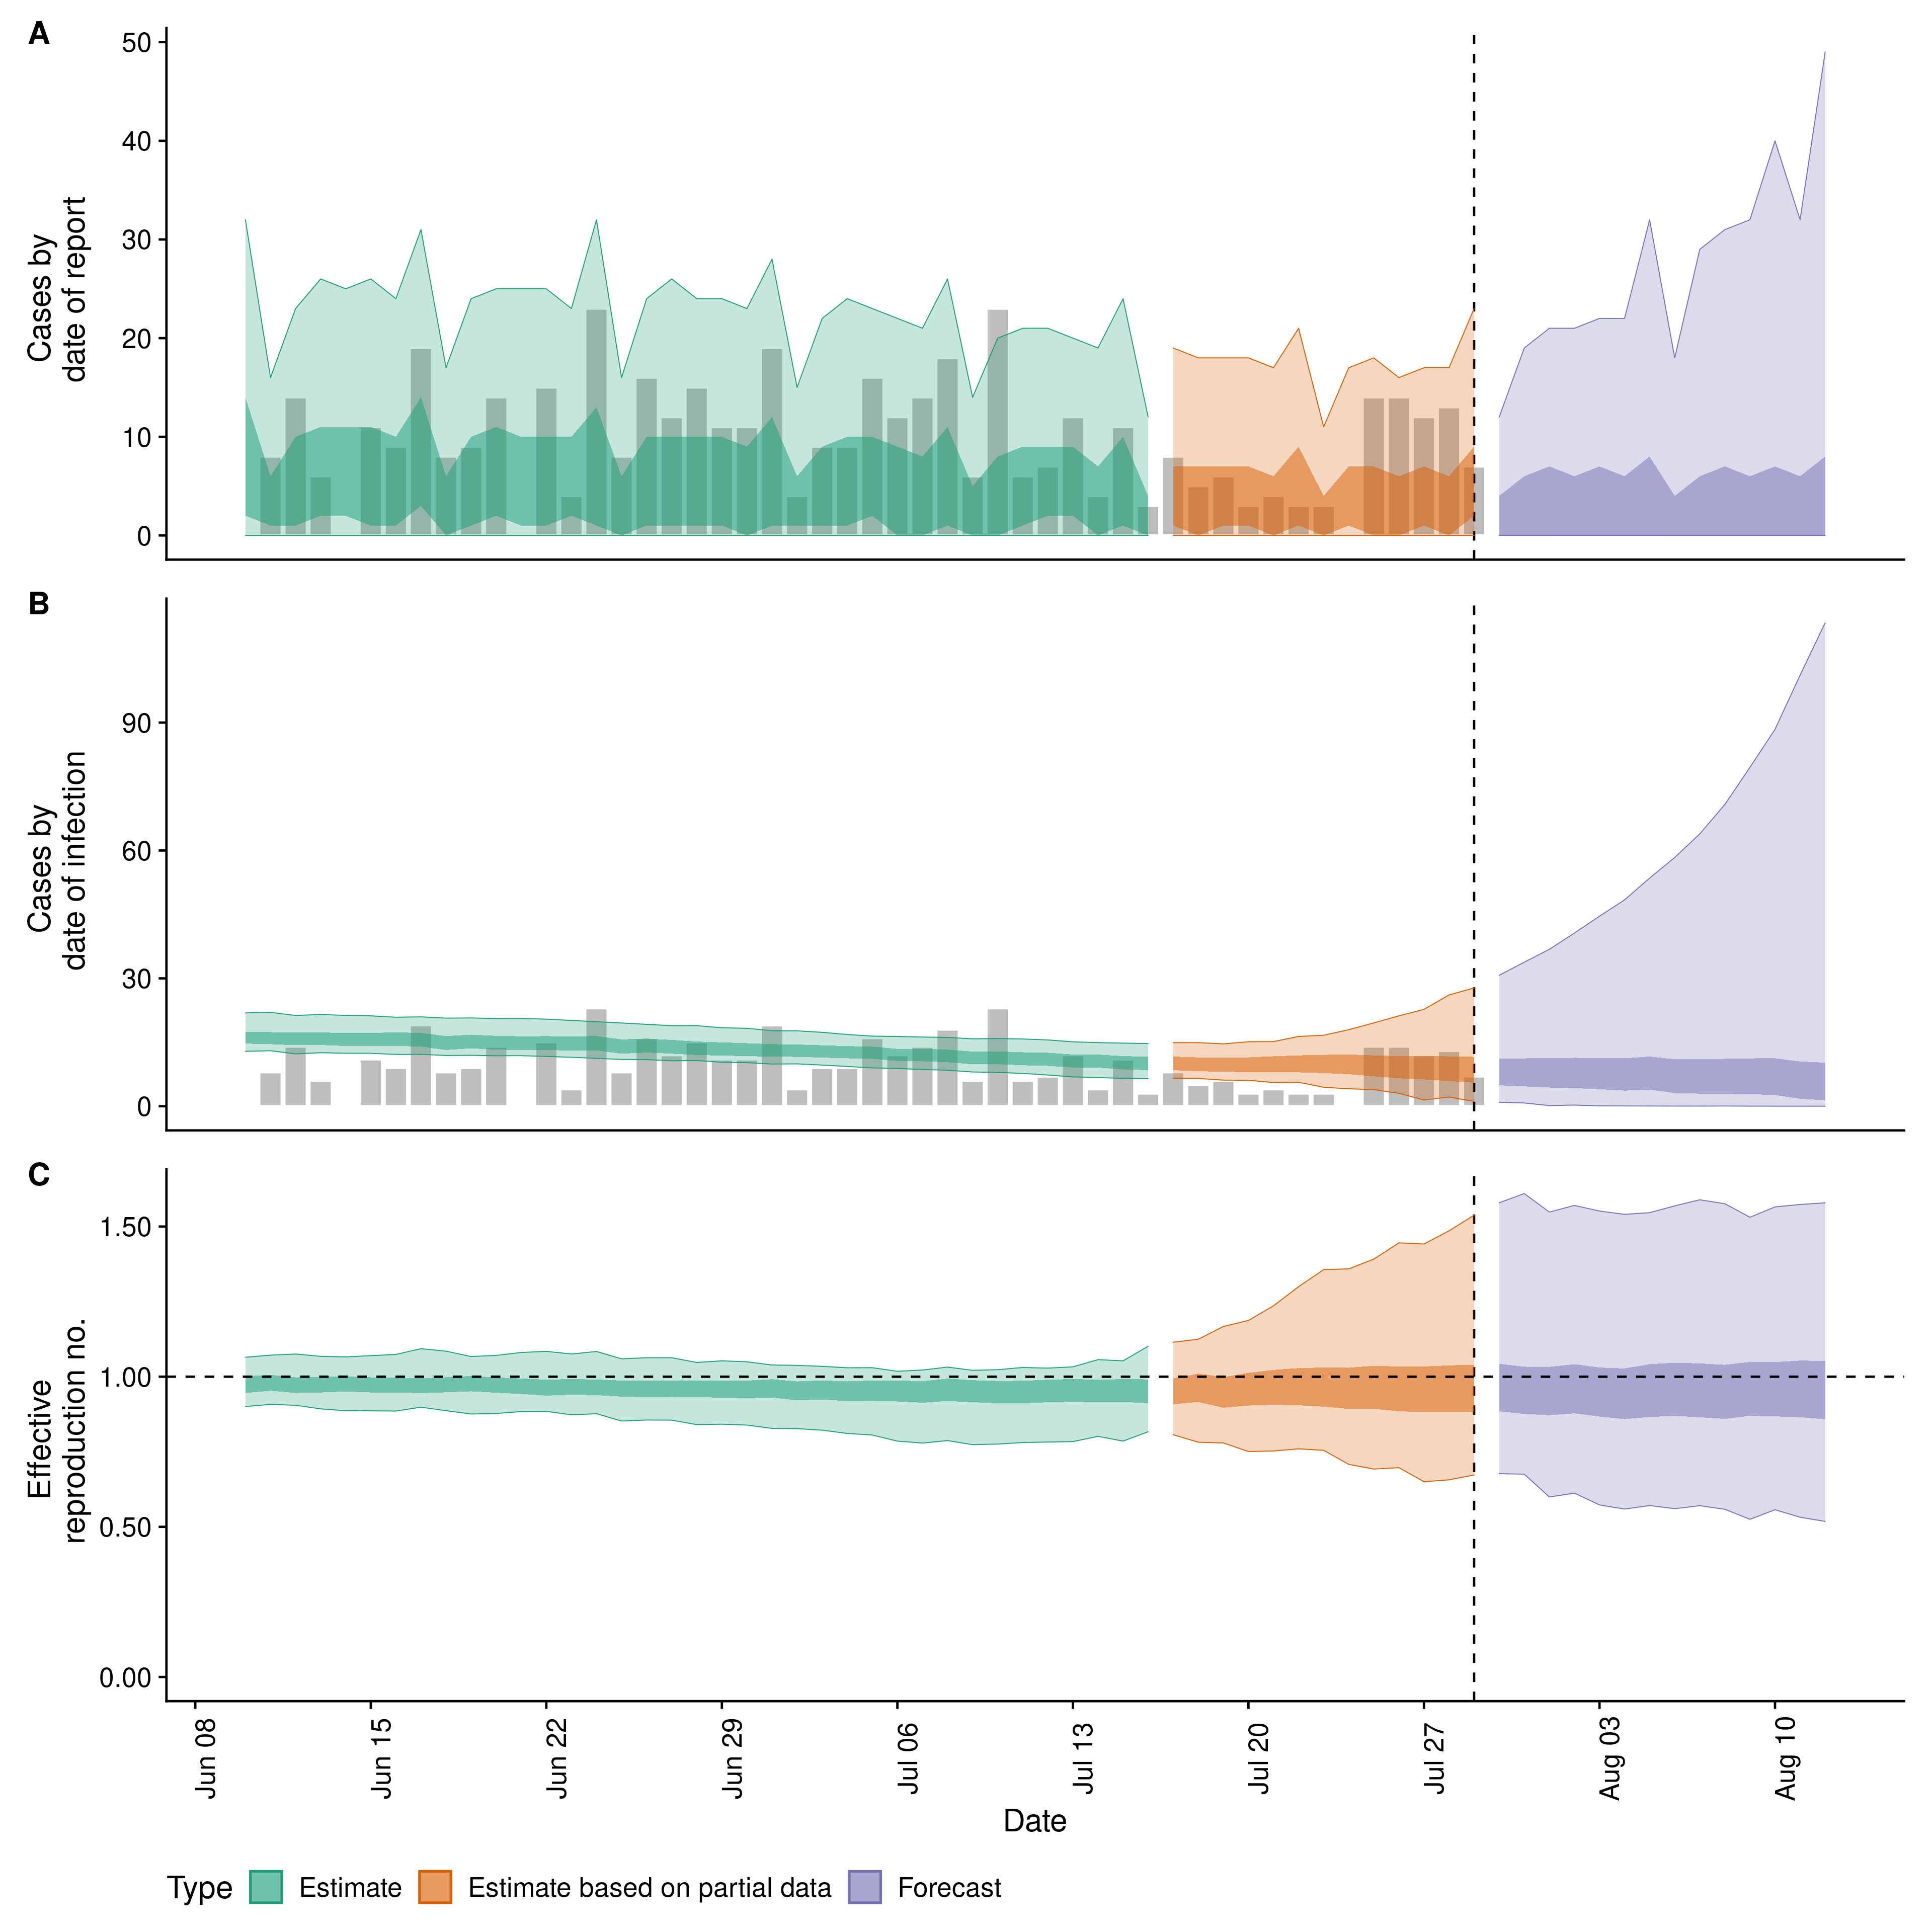 A
Cases by
date of report
50
40
30
20
10
0
B
Cases by
date of infection
90
60
30
0
C
Effective
reproduction no.
1.50
1.00
0.50
0.00
Jun 08
Jun 15
Jun 22
Jun 29
Jul 06
Jul 13
Jul 20
Jul 27
Aug 03
Aug 10
Date
Type
Estimate
Estimate based on partial data
Forecast